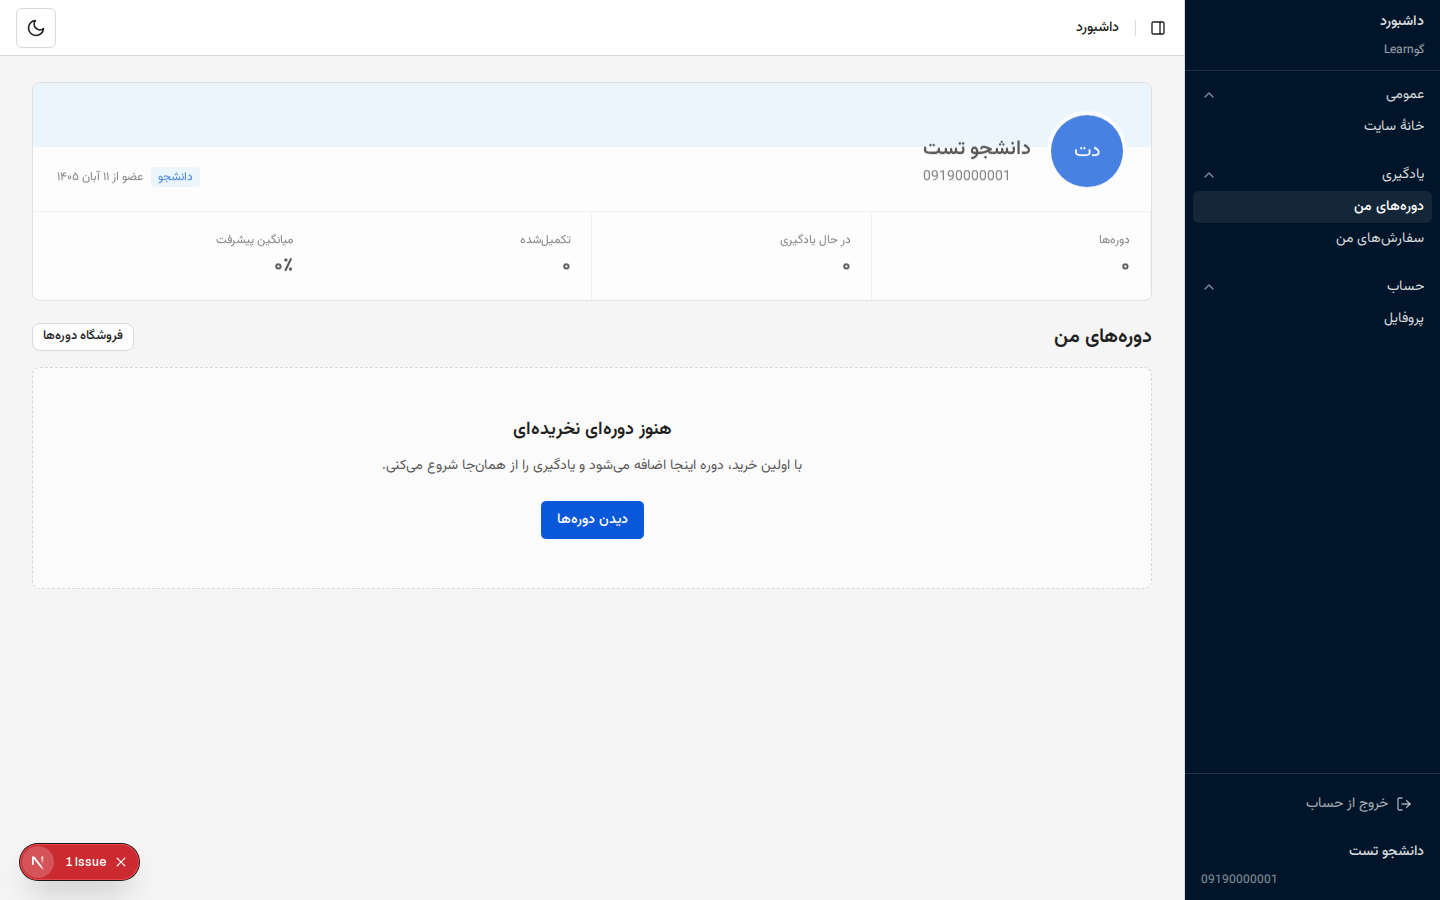 داشبورد
گوLearn
عمومی
خانهٔ سایت
یادگیری
دوره‌های من
سفارش‌های من
حساب
پروفایل
خروج از حساب
دانشجو تست
09190000001
داشبورد
دت
دانشجو تست
09190000001
دانشجو
عضو از ۱۱ آبان ۱۴۰۵
دوره‌ها
۰
در حال یادگیری
۰
تکمیل‌شده
۰
میانگین پیشرفت
۰٪
دوره‌های من
فروشگاه دوره‌ها
هنوز دوره‌ای نخریده‌ای
با اولین خرید، دوره اینجا اضافه می‌شود و یادگیری را از همان‌جا شروع می‌کنی.
دیدن دوره‌ها
1 Issue